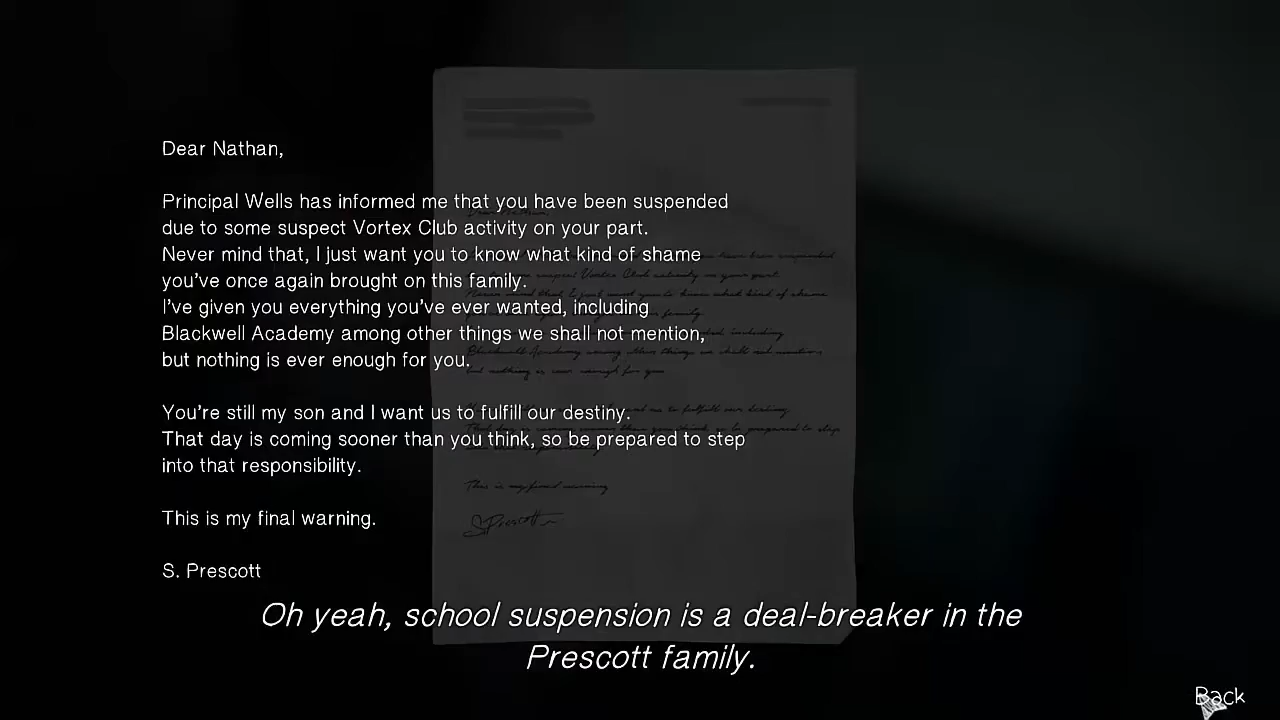 Dear Nathan,
Principal Wells has informed me that you have been suspended
due to some suspect Vortex Club activity on your part.
Never mind that, I just want you to know what kind of shame
you've once again brought on this family.
I've given you everything you've ever wanted, including
Blackwell Academy among other things we shall not mention,
but nothing is ever enough for you.
You're still my son and I want us to fulfill our destiny.
That day is coming sooner than you think, so be prepared to step
into that responsibility.
This is my final warning.
S. Prescott
Oh yeah, school suspension is a deal-breaker in the
Prescott family.
Back